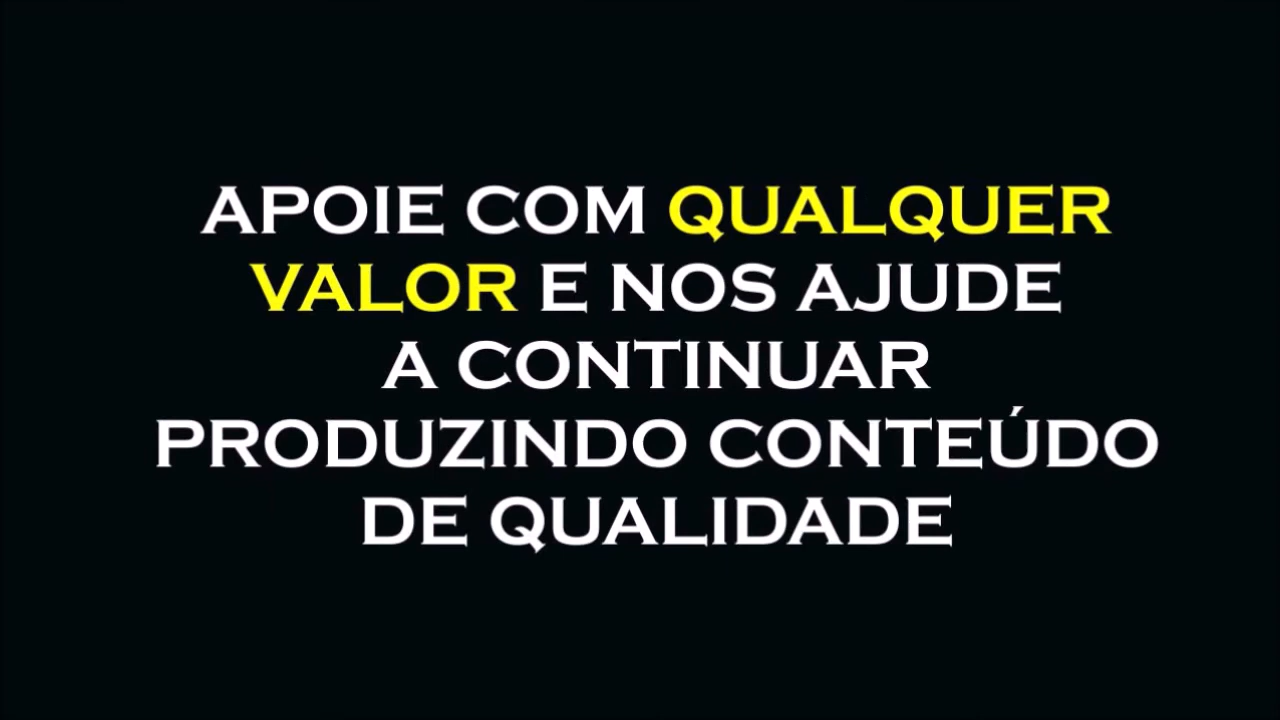 APOIE COM QUALQUER
VALOR E NOS AJUDE
A CONTINUAR
PRODUZINDO CONTEÚDO
DE QUALIDADE